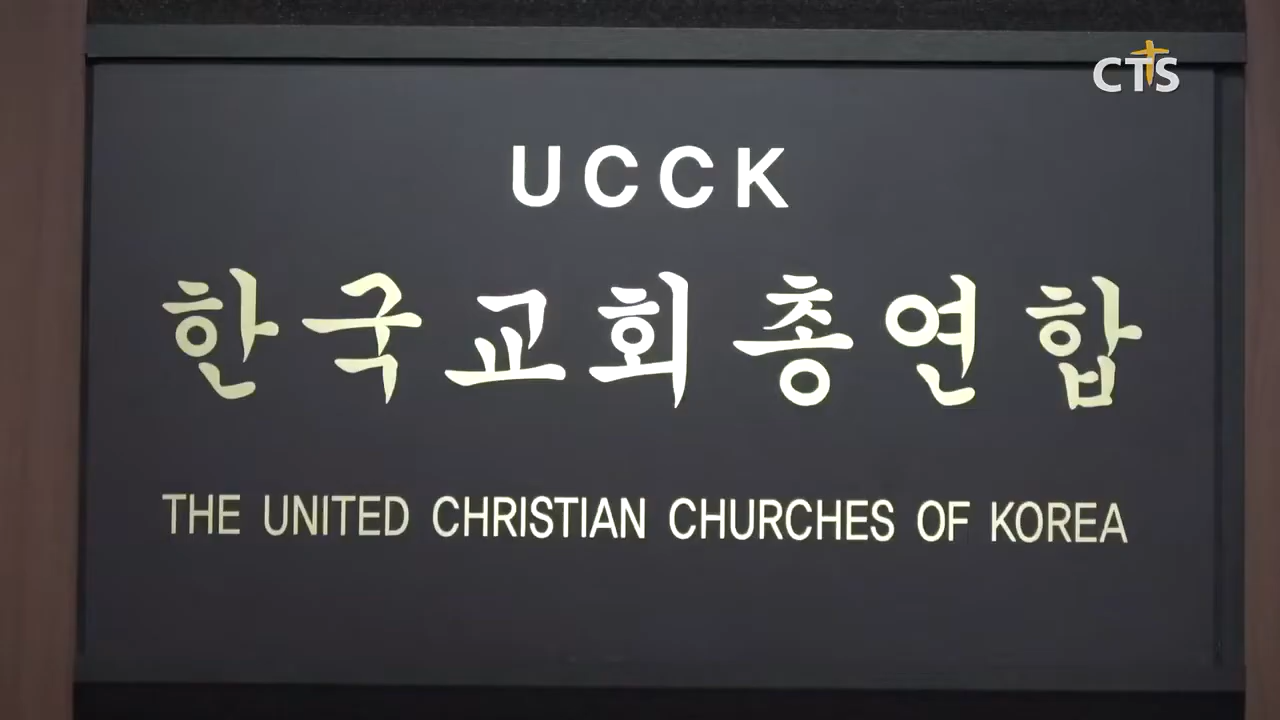 CTS
UCCK
한국교회총연합
THE UNITED CHRISTIAN CHURCHES OF KOREA